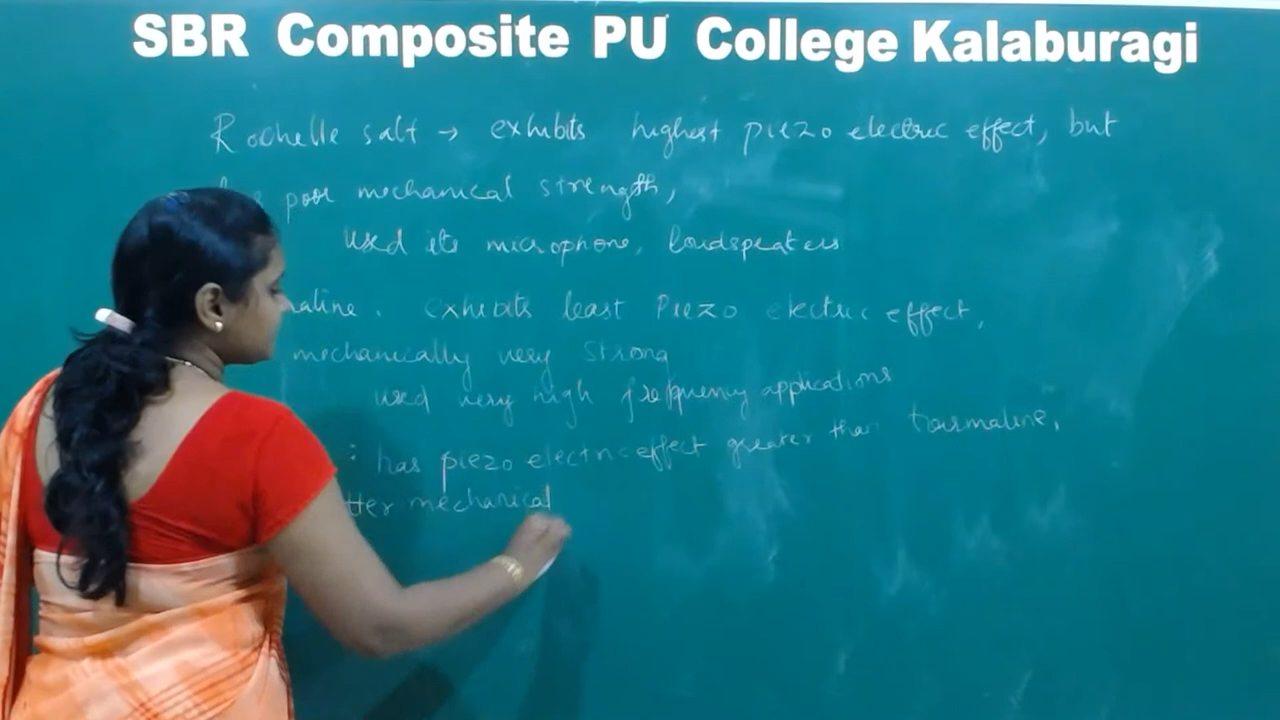 SBR Composite PU College Kalaburagi
Rochelle salt → exhibits highest piezo electric effect, but
poor mechanical strength,
used its microphone, loudspeakers
maline. exhibits least Piezo electric effect,
mechanically very strong
used very high frequency applications
: has piezo electric effect greater than tourmaline,
tter mechanical